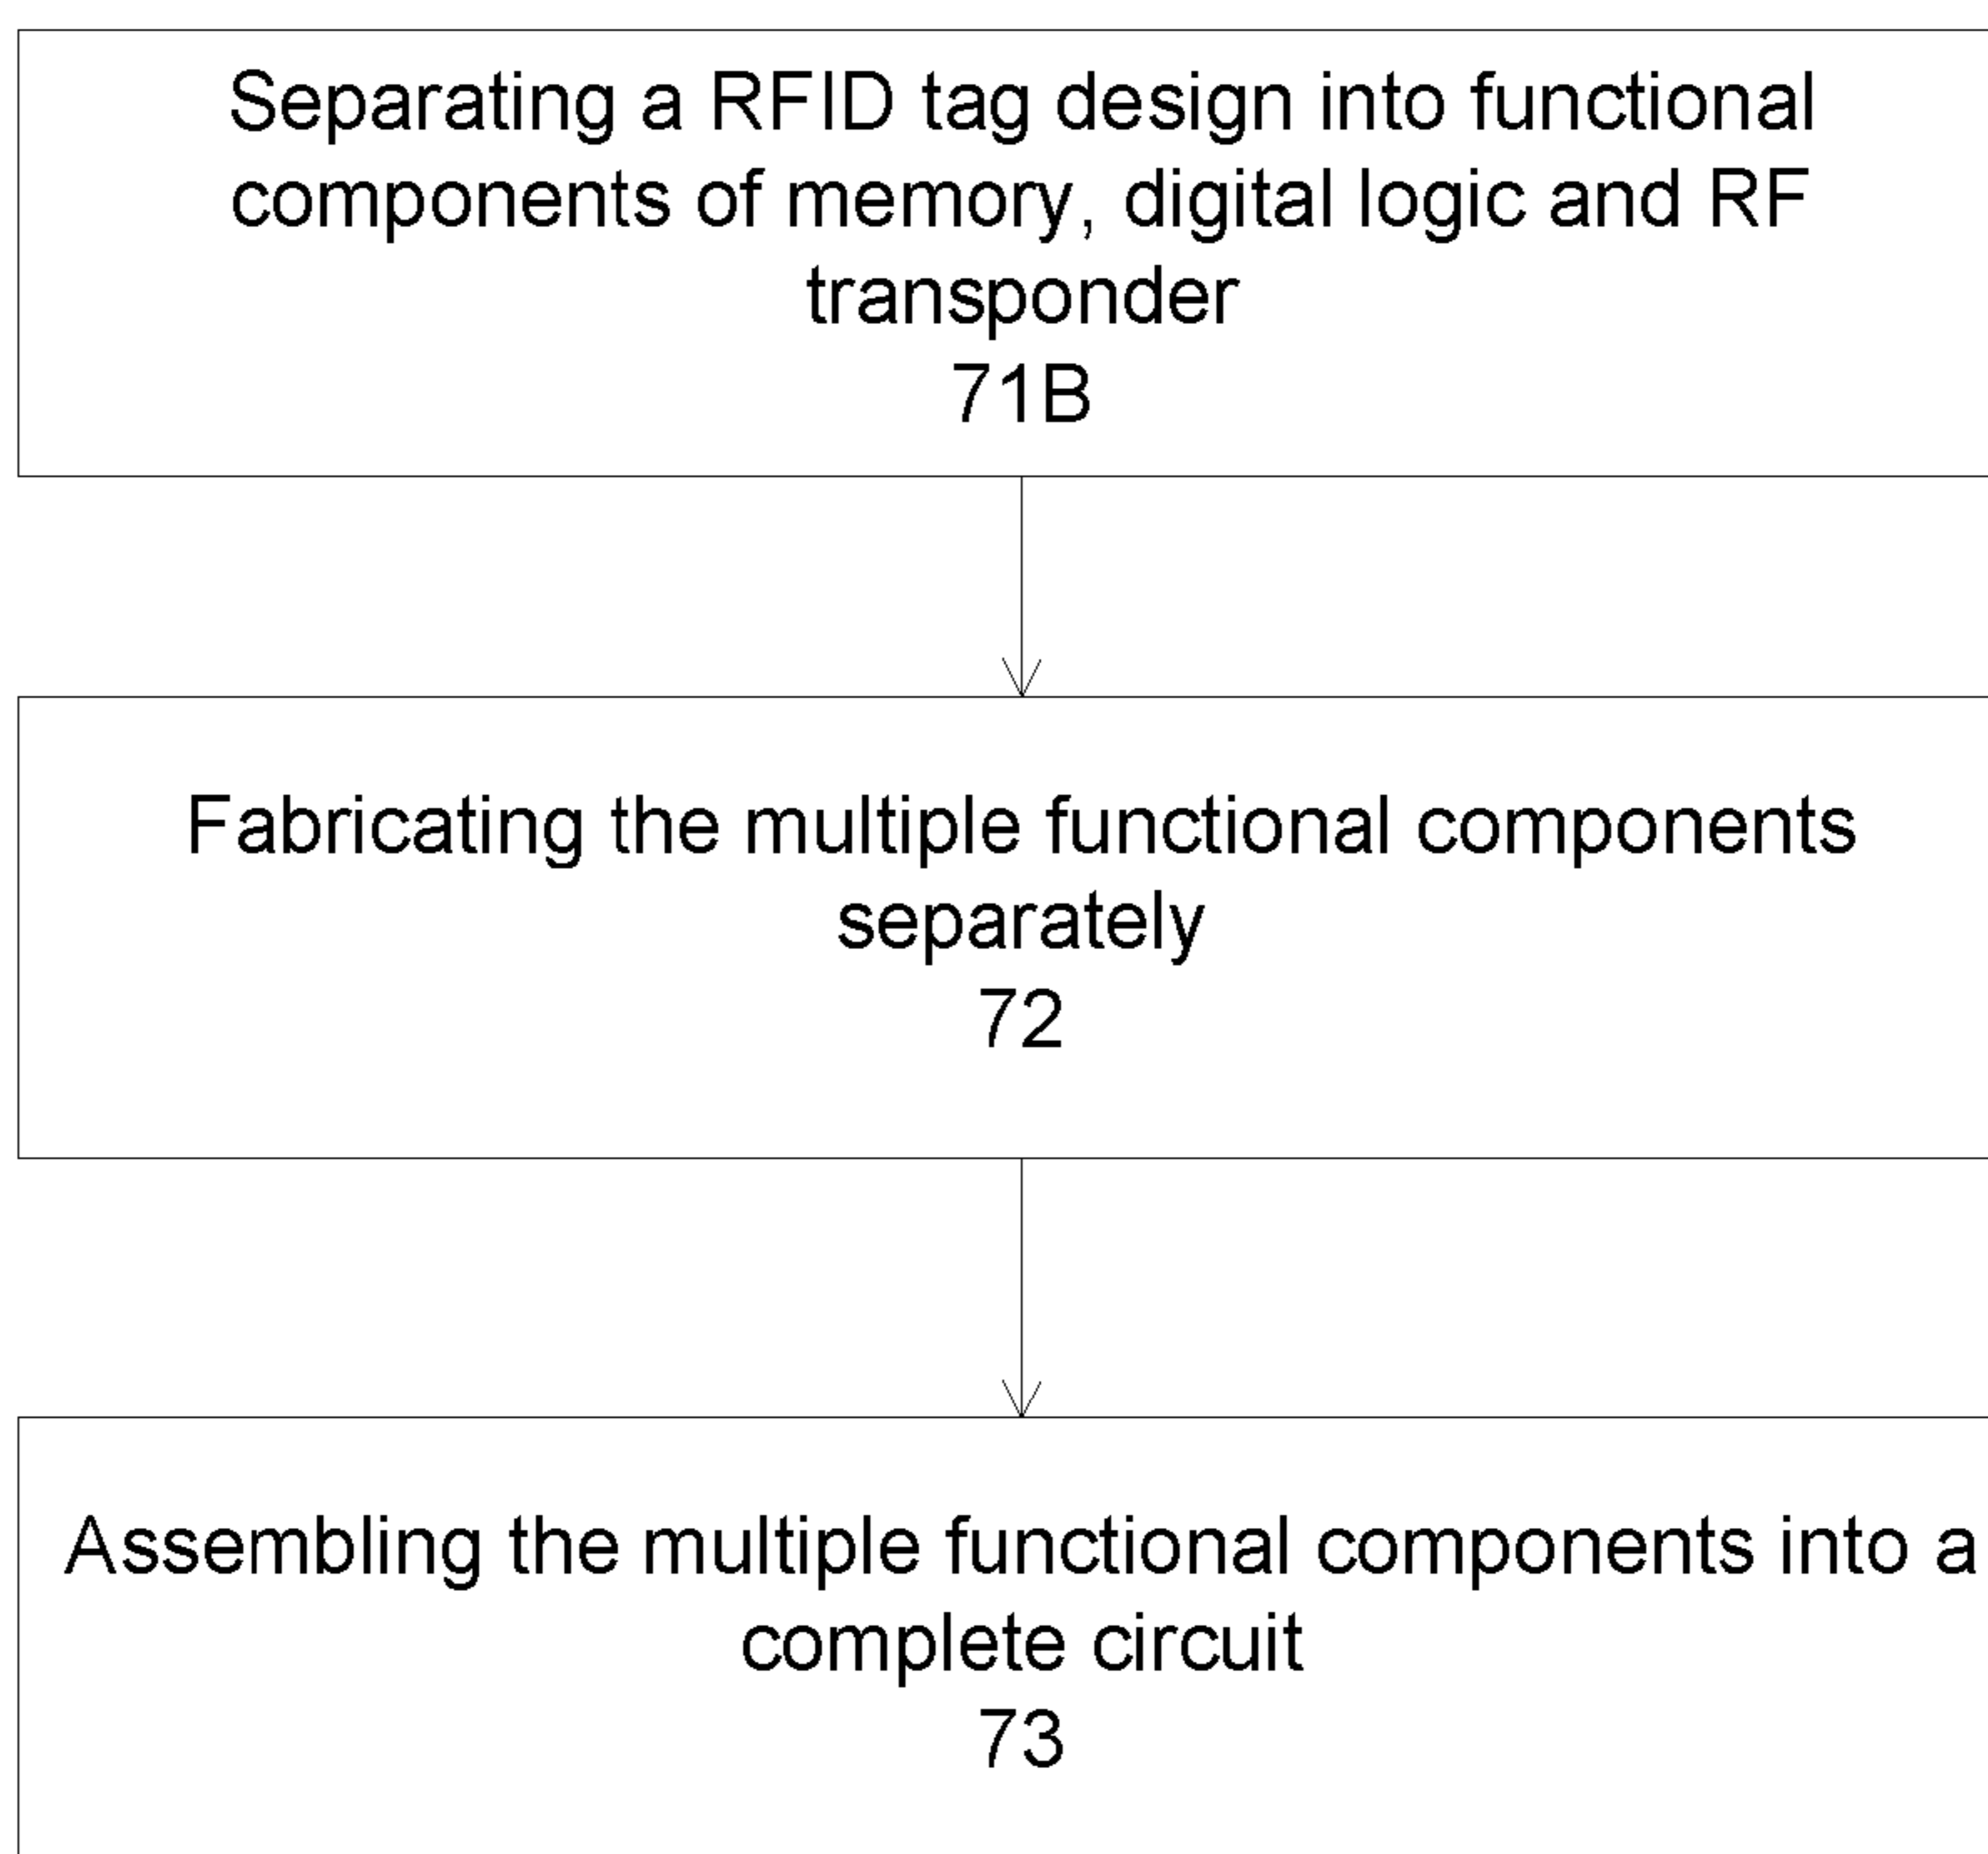 Separating a RFID tag design into functional
components of memory, digital logic and RF
transponder
71B
Fabricating the multiple functional components
separately
72
Assembling the multiple functional components into a
complete circuit
73